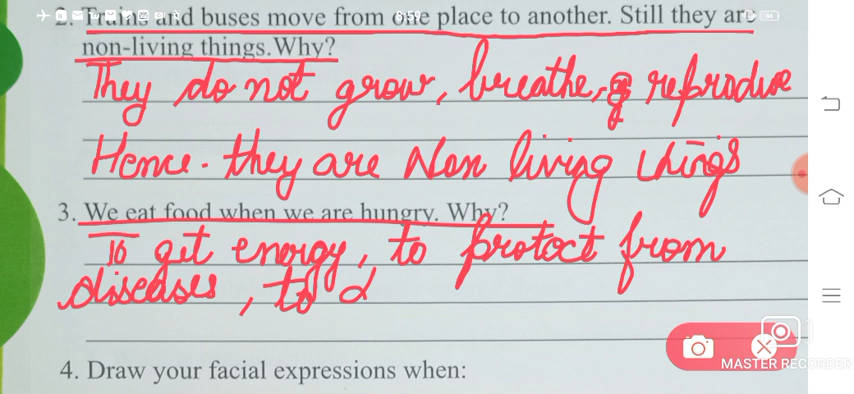 2. Trains and buses move from one place to another. Still they are
8:59
non-living things.Why?
They do not grow, breathe, reproduce
Hence. they are Non living things
3. We eat food when we are hungry. Why?
To get energy, to protect from
diseases, to d
MASTER RECORDER
4. Draw your facial expressions when: